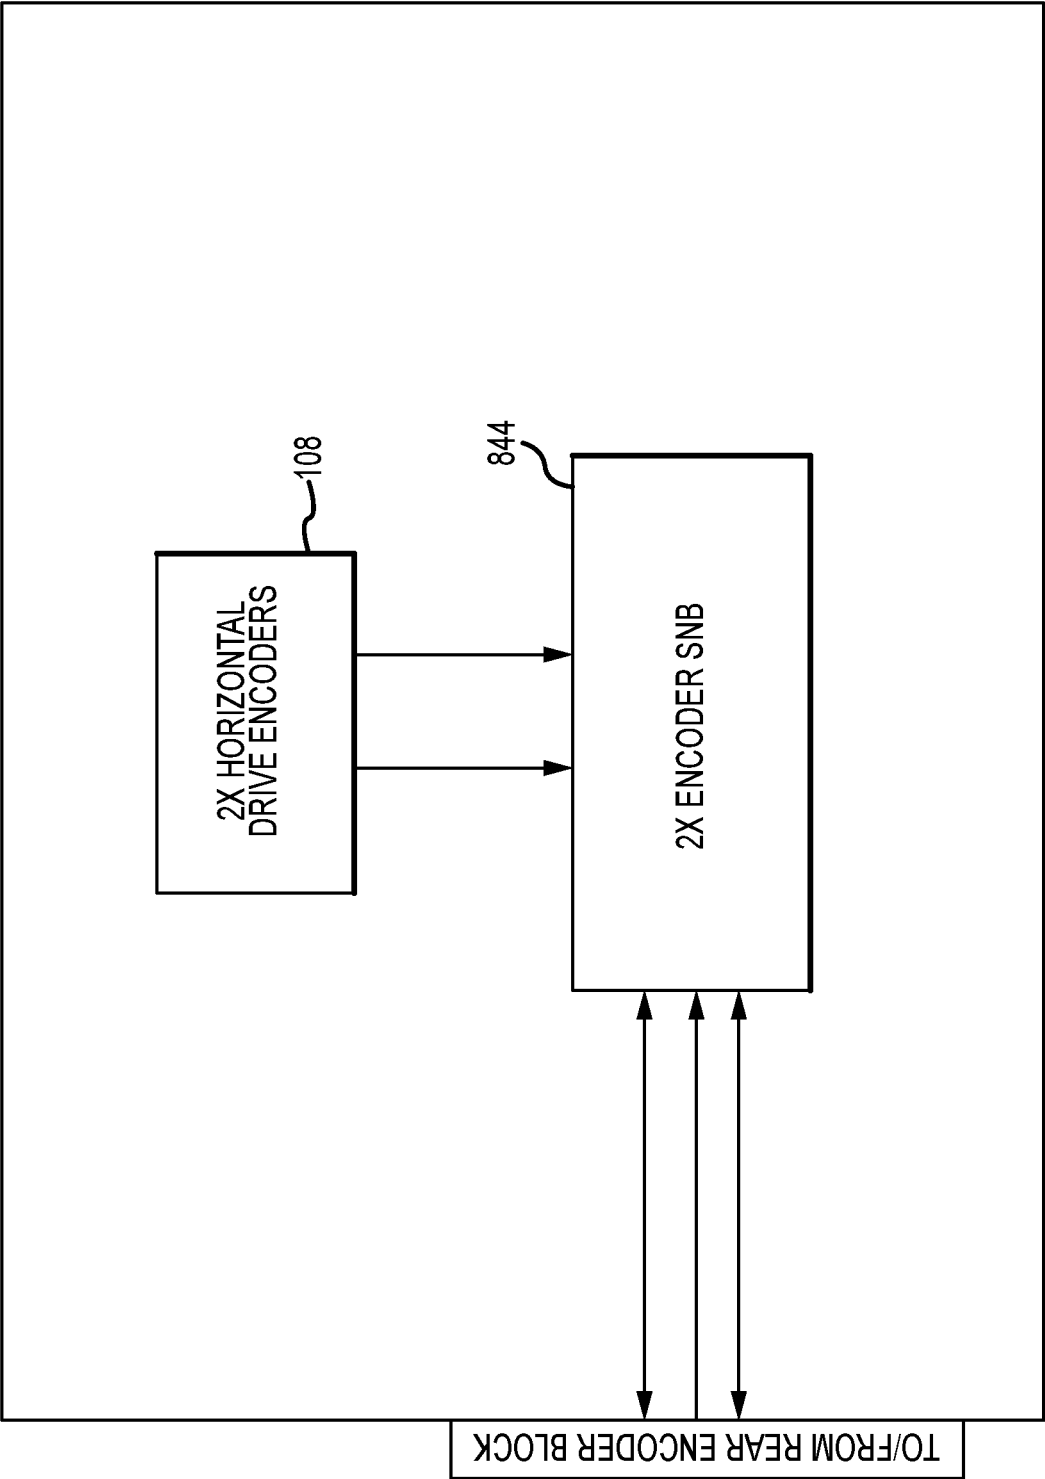 2X HORIZONTAL
DRIVE ENCODERS
108
844
2X ENCODER SNB
TO/FROM REAR ENCODER BLOCK